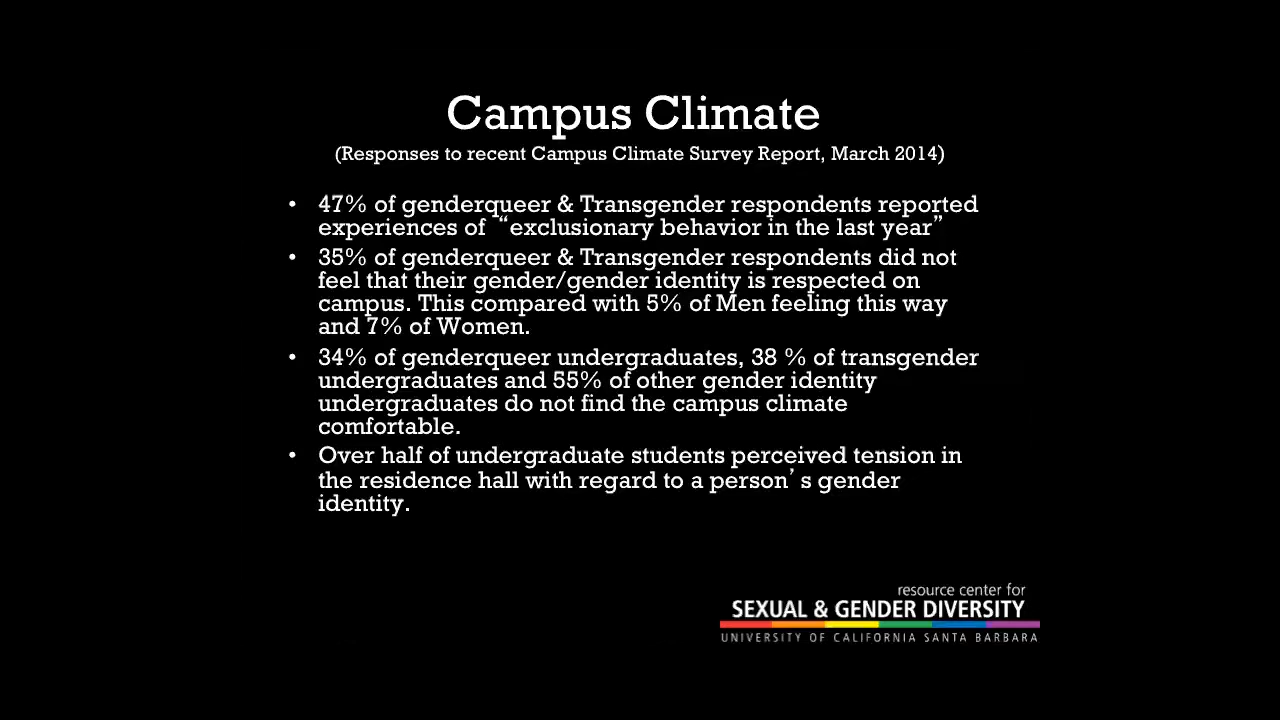 Campus Climate
(Responses to recent Campus Climate Survey Report, March 2014)
• 47% of genderqueer & Transgender respondents reported
experiences of “exclusionary behavior in the last year”
• 35% of genderqueer & Transgender respondents did not
feel that their gender/gender identity is respected on
campus. This compared with 5% of Men feeling this way
and 7% of Women.
• 34% of genderqueer undergraduates, 38 % of transgender
undergraduates and 55% of other gender identity
undergraduates do not find the campus climate
comfortable.
• Over half of undergraduate students perceived tension in
the residence hall with regard to a person’s gender
identity.
resource center for
SEXUAL & GENDER DIVERSITY
UNIVERSITY OF CALIFORNIA SANTA BARBARA